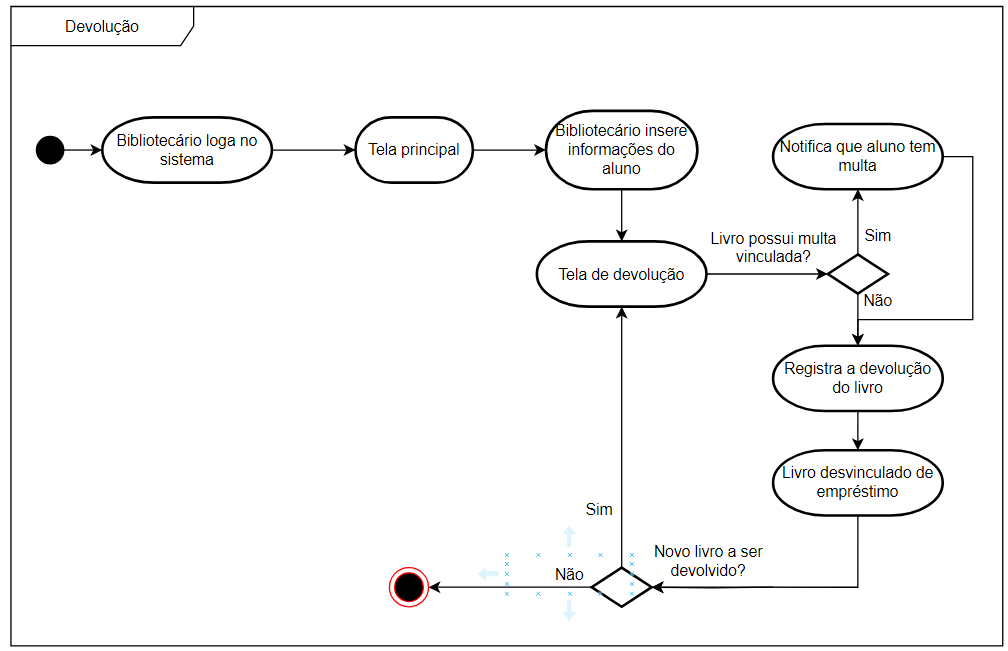 Devolução
Bibliotecário loga no
sistema
Tela principal
Bibliotecário insere
informações do
aluno
Notifica que aluno tem
multa
Livro possui multa
vinculada?
Sim
Tela de devolução
Não
Registra a devolução
do livro
Livro desvinculado de
empréstimo
Sim
Novo livro a ser
devolvido?
Não